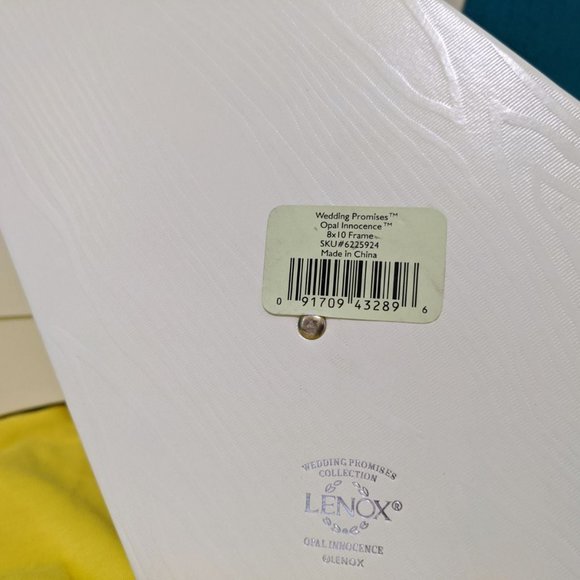 Wedding Promises™
Opal Innocence™
8x10 Frame
SKU#6225924
Made in China
0 91709 43289 6
WEDDING PROMISES
COLLECTION
LENOX®
OPAL INNOCENCE
©LENOX